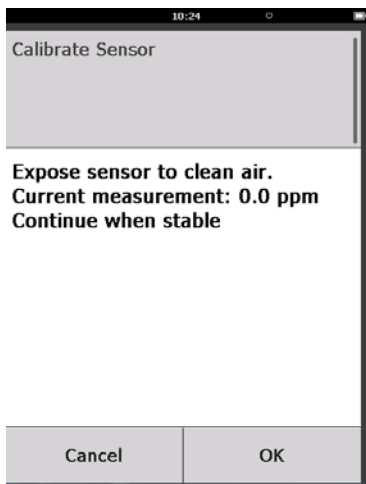 10:24
Calibrate Sensor
Expose sensor to clean air.
Current measurement: 0.0 ppm
Continue when stable
Cancel OK